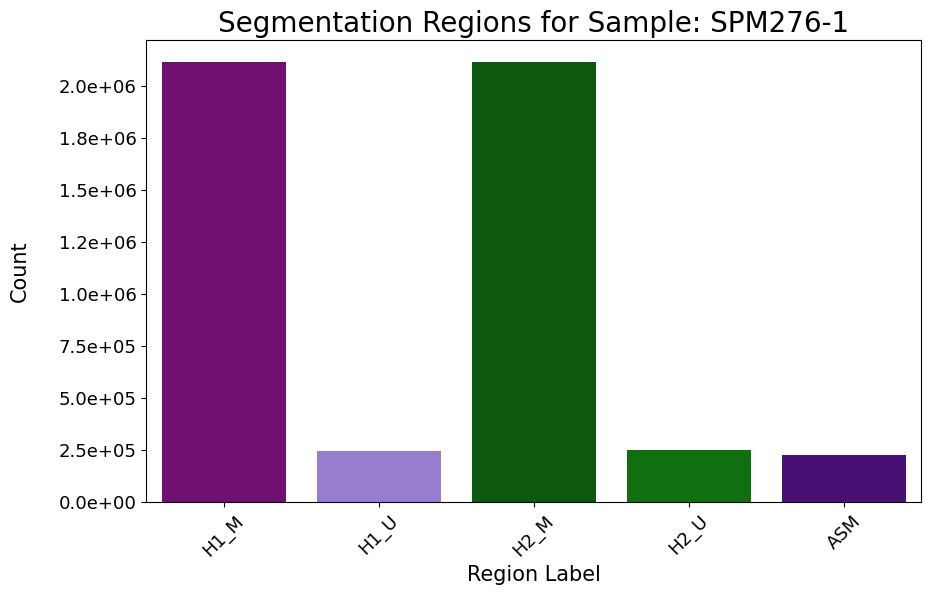 Segmentation Regions for Sample: SPM276-1
Count
2.0e+06
1.8e+06
1.5e+06
1.2e+06
1.0e+06
7.5e+05
5.0e+05
2.5e+05
0.0e+00
H1_M
H1_U
H2_M
H2_U
ASM
Region Label